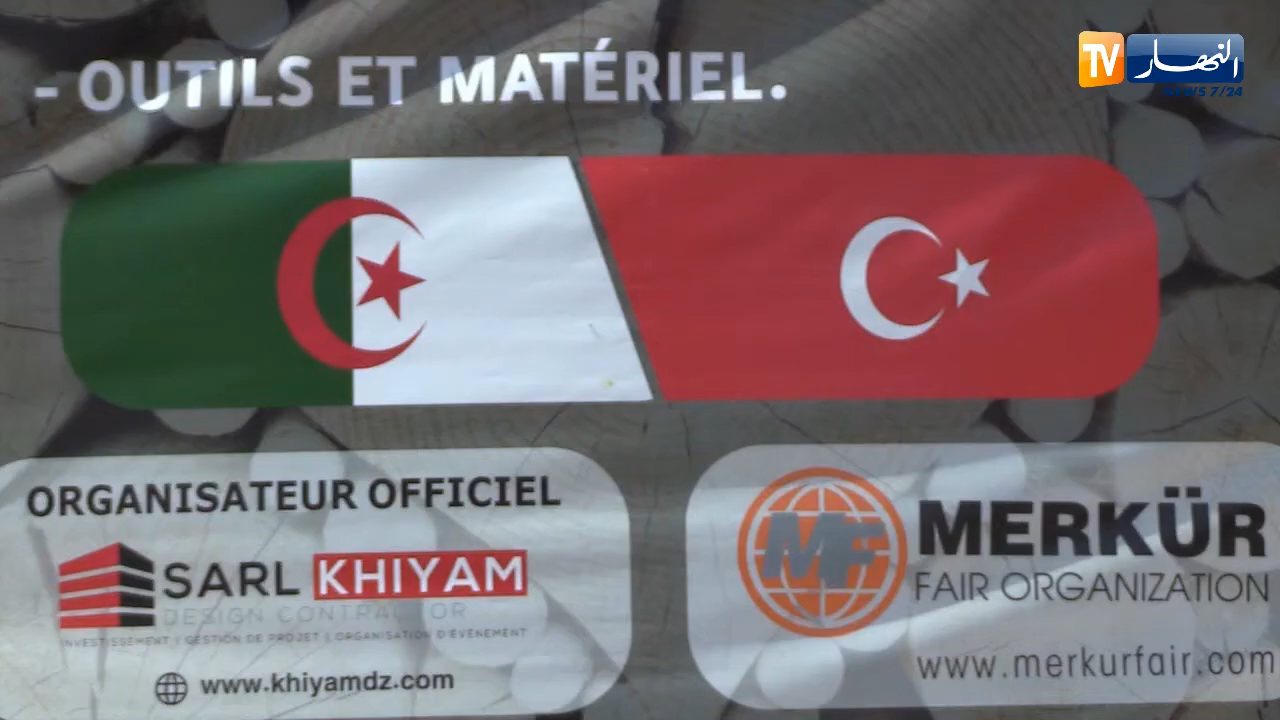 - OUTILS ET MATÉRIEL.
TV النهار
NEWS 7/24
ORGANISATEUR OFFICIEL
SARL KHIYAM
DESIGN CONTRACTOR
INVESTISSEMENT | GESTION DE PROJET | ORGANISATION D'ÉVÉNEMENT
www.khiyamdz.com
MF
MERKÜR
FAIR ORGANIZATION
www.merkurfair.com